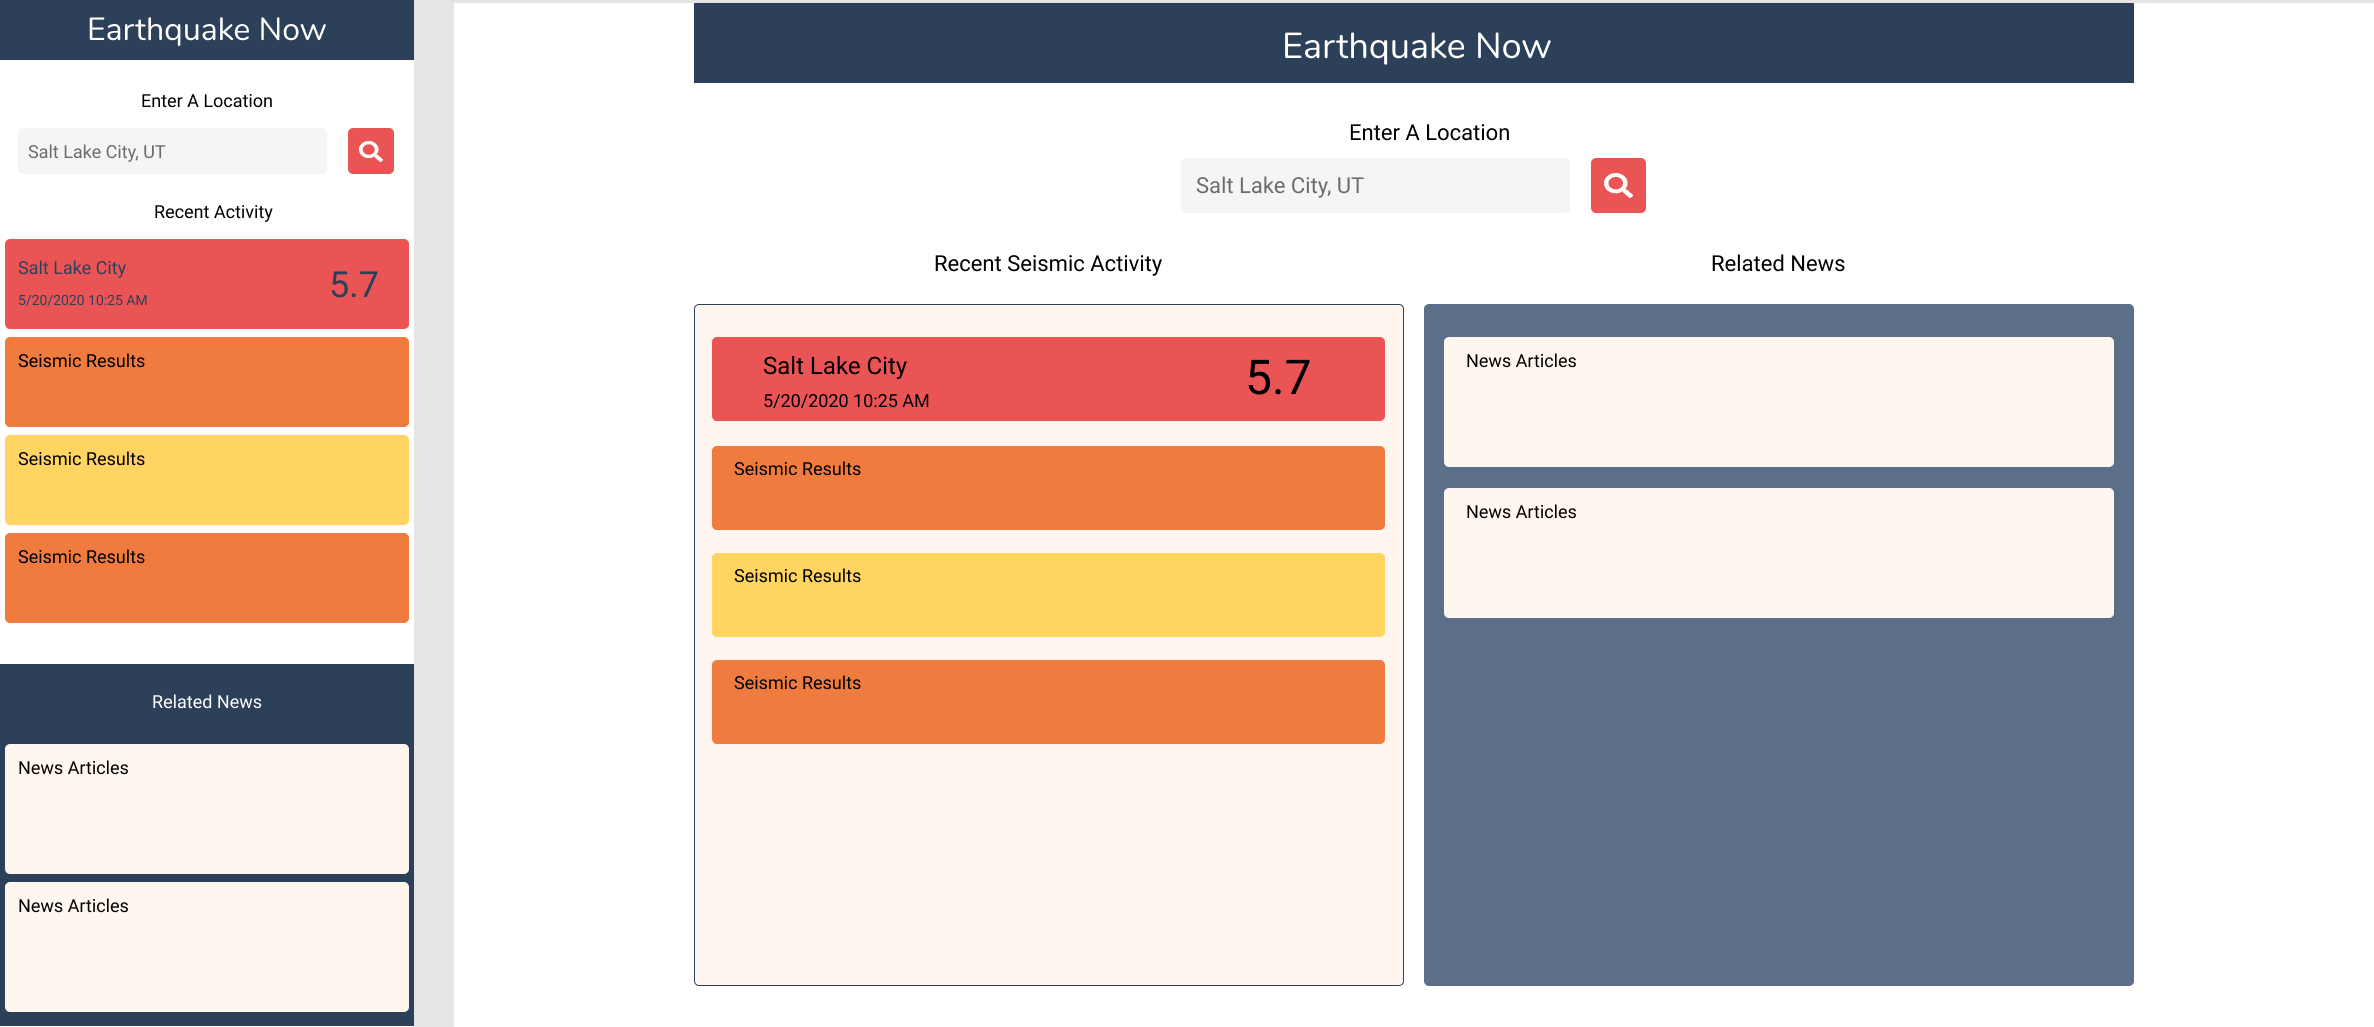 Earthquake Now
Enter A Location
Salt Lake City, UT
Recent Activity
Salt Lake City
5/20/2020 10:25 AM
5.7
Seismic Results
Seismic Results
Seismic Results
Related News
News Articles
News Articles
Earthquake Now
Enter A Location
Salt Lake City, UT
Recent Seismic Activity
Salt Lake City
5/20/2020 10:25 AM
5.7
Seismic Results
Seismic Results
Seismic Results
Related News
News Articles
News Articles